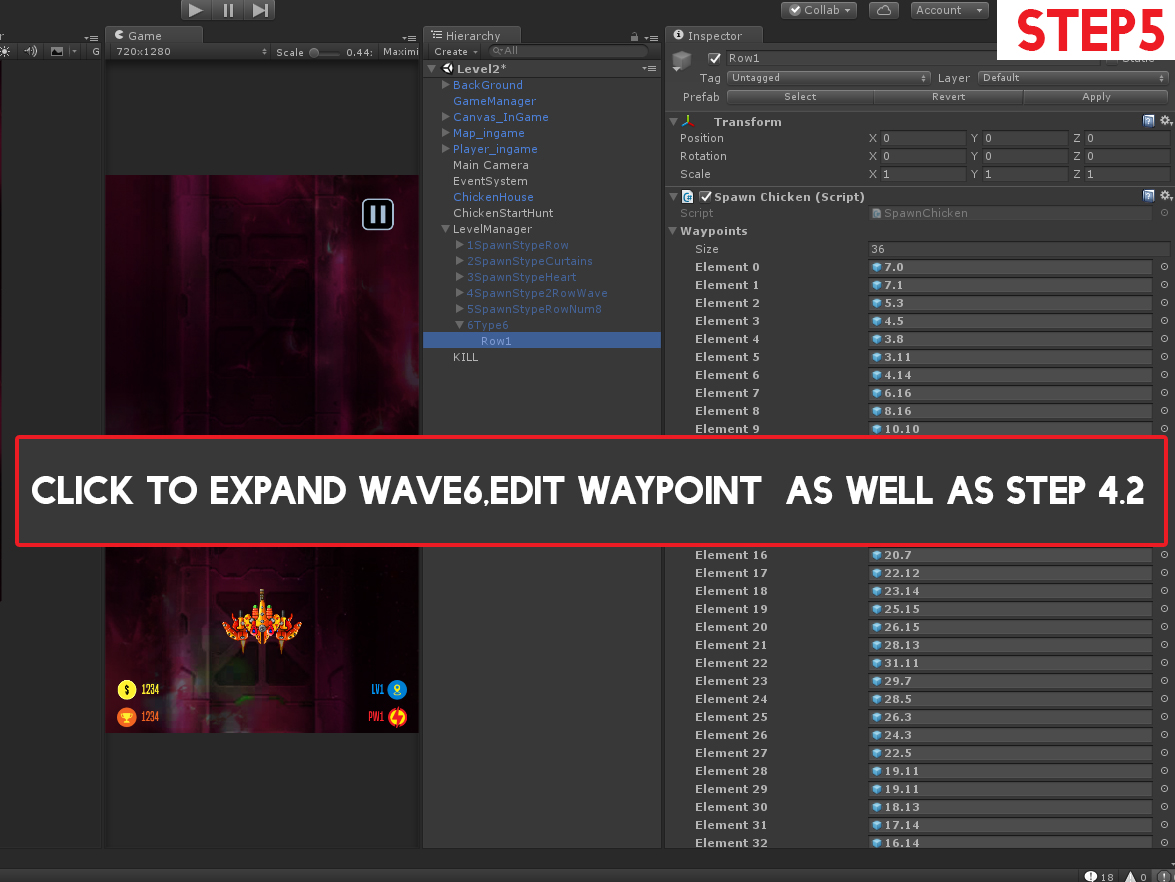 Collab
Account
STEP5
Game
Hierarchy
Inspector
720x1280
Scale
0.44:
Maximi
Create
All
Row1
G
Level2*
Tag
Untagged
Layer
Default
BackGround
Prefab
Select
Revert
Apply
GameManager
Canvas_InGame
Transform
Map_ingame
Position
X 0
Y 0
Z 0
Player_ingame
Rotation
X 0
Y 0
Z 0
Main Camera
Scale
X 1
Y 1
Z 1
EventSystem
ChickenHouse
Spawn Chicken (Script)
ChickenStartHunt
Script
SpawnChicken
LevelManager
Waypoints
1SpawnStypeRow
Size
36
2SpawnStypeCurtains
Element 0
7.0
3SpawnStypeHeart
Element 1
7.1
4SpawnStype2RowWave
Element 2
5.3
5SpawnStypeRowNum8
Element 3
4.5
6Type6
Element 4
3.8
Row1
Element 5
3.11
KILL
Element 6
4.14
Element 7
6.16
Element 8
8.16
Element 9
10.10
CLICK TO EXPAND WAVE6,EDIT WAYPOINT AS WELL AS STEP 4.2
Element 16
20.7
Element 17
22.12
Element 18
23.14
Element 19
25.15
Element 20
26.15
Element 21
28.13
Element 22
31.11
Element 23
29.7
Element 24
28.5
Element 25
26.3
Element 26
24.3
Element 27
22.5
Element 28
19.11
Element 29
19.11
Element 30
18.13
Element 31
17.14
Element 32
16.14
$ 1234
LV1
1234
PW1
18
0